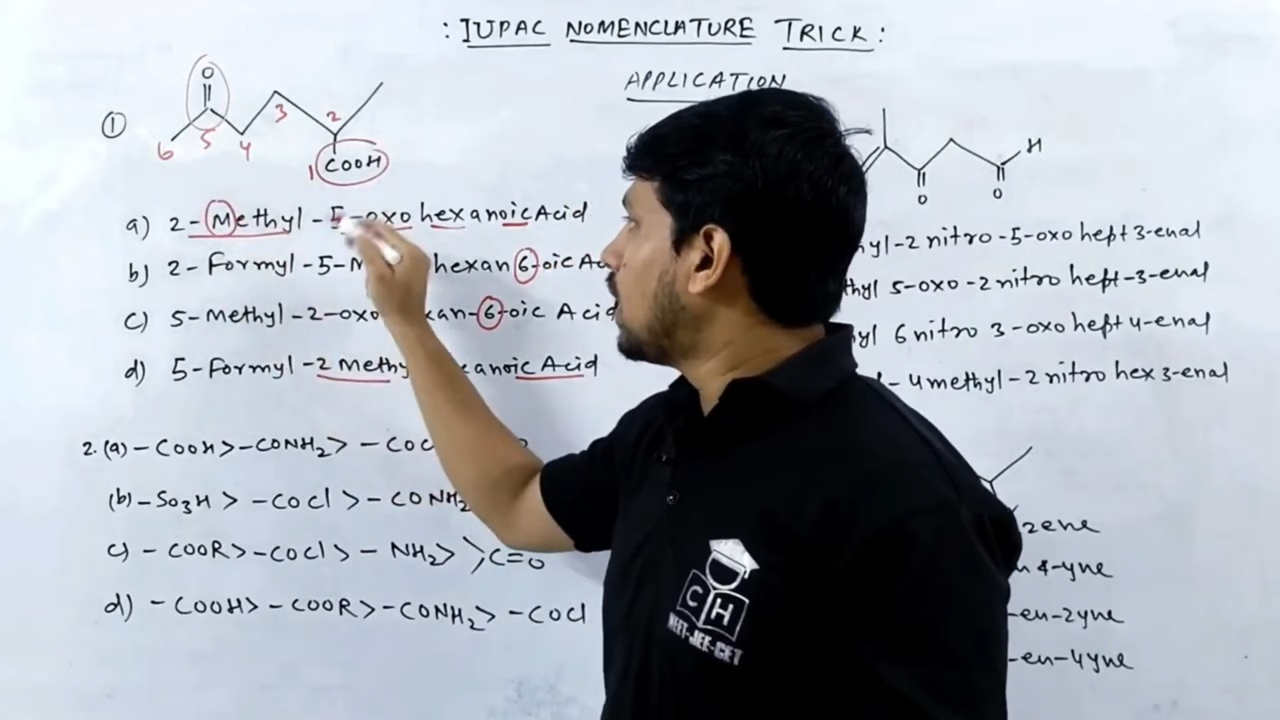 : IUPAC NOMENCLATURE TRICK :
APPLICATION
①
O
6 5 4 3 2
1 COOH
a) 2-Methyl-5-oxo hexanoic Acid
b) 2-Formyl-5-M hexan 6-oic Ac
c) 5-Methyl-2-oxo xan-6-oic Acid
d) 5-Formyl-2 Methy anoic Acid
2. (a) -COOH> -CONH2> -COC
(b) -SO3H > -COCl > -CONH2
c) -COOR> -COCl> -NH2> >C=O
d) -COOH> -COOR> -CONH2> -COCl
H
O O
hyl-2 nitro-5-oxo hept 3-enal
thyl 5-oxo-2 nitro hept-3-enal
yl 6 nitro 3-oxo hept 4-enal
-4 methyl-2 nitro hex 3-enal
zene
4-yne
-en-2yne
-en-4yne
CH
NEET-JEE-CET